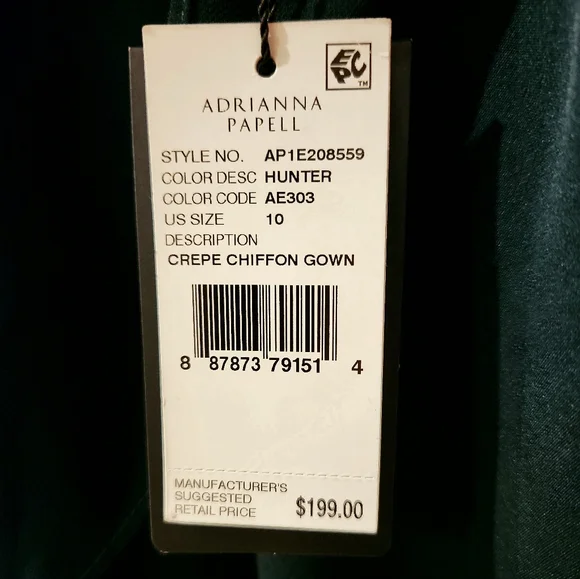 EPC
TM
ADRIANNA
PAPELL
STYLE NO. AP1E208559
COLOR DESC HUNTER
COLOR CODE AE303
US SIZE 10
DESCRIPTION
CREPE CHIFFON GOWN
8 87873 79151 4
MANUFACTURER'S
SUGGESTED
RETAIL PRICE $199.00